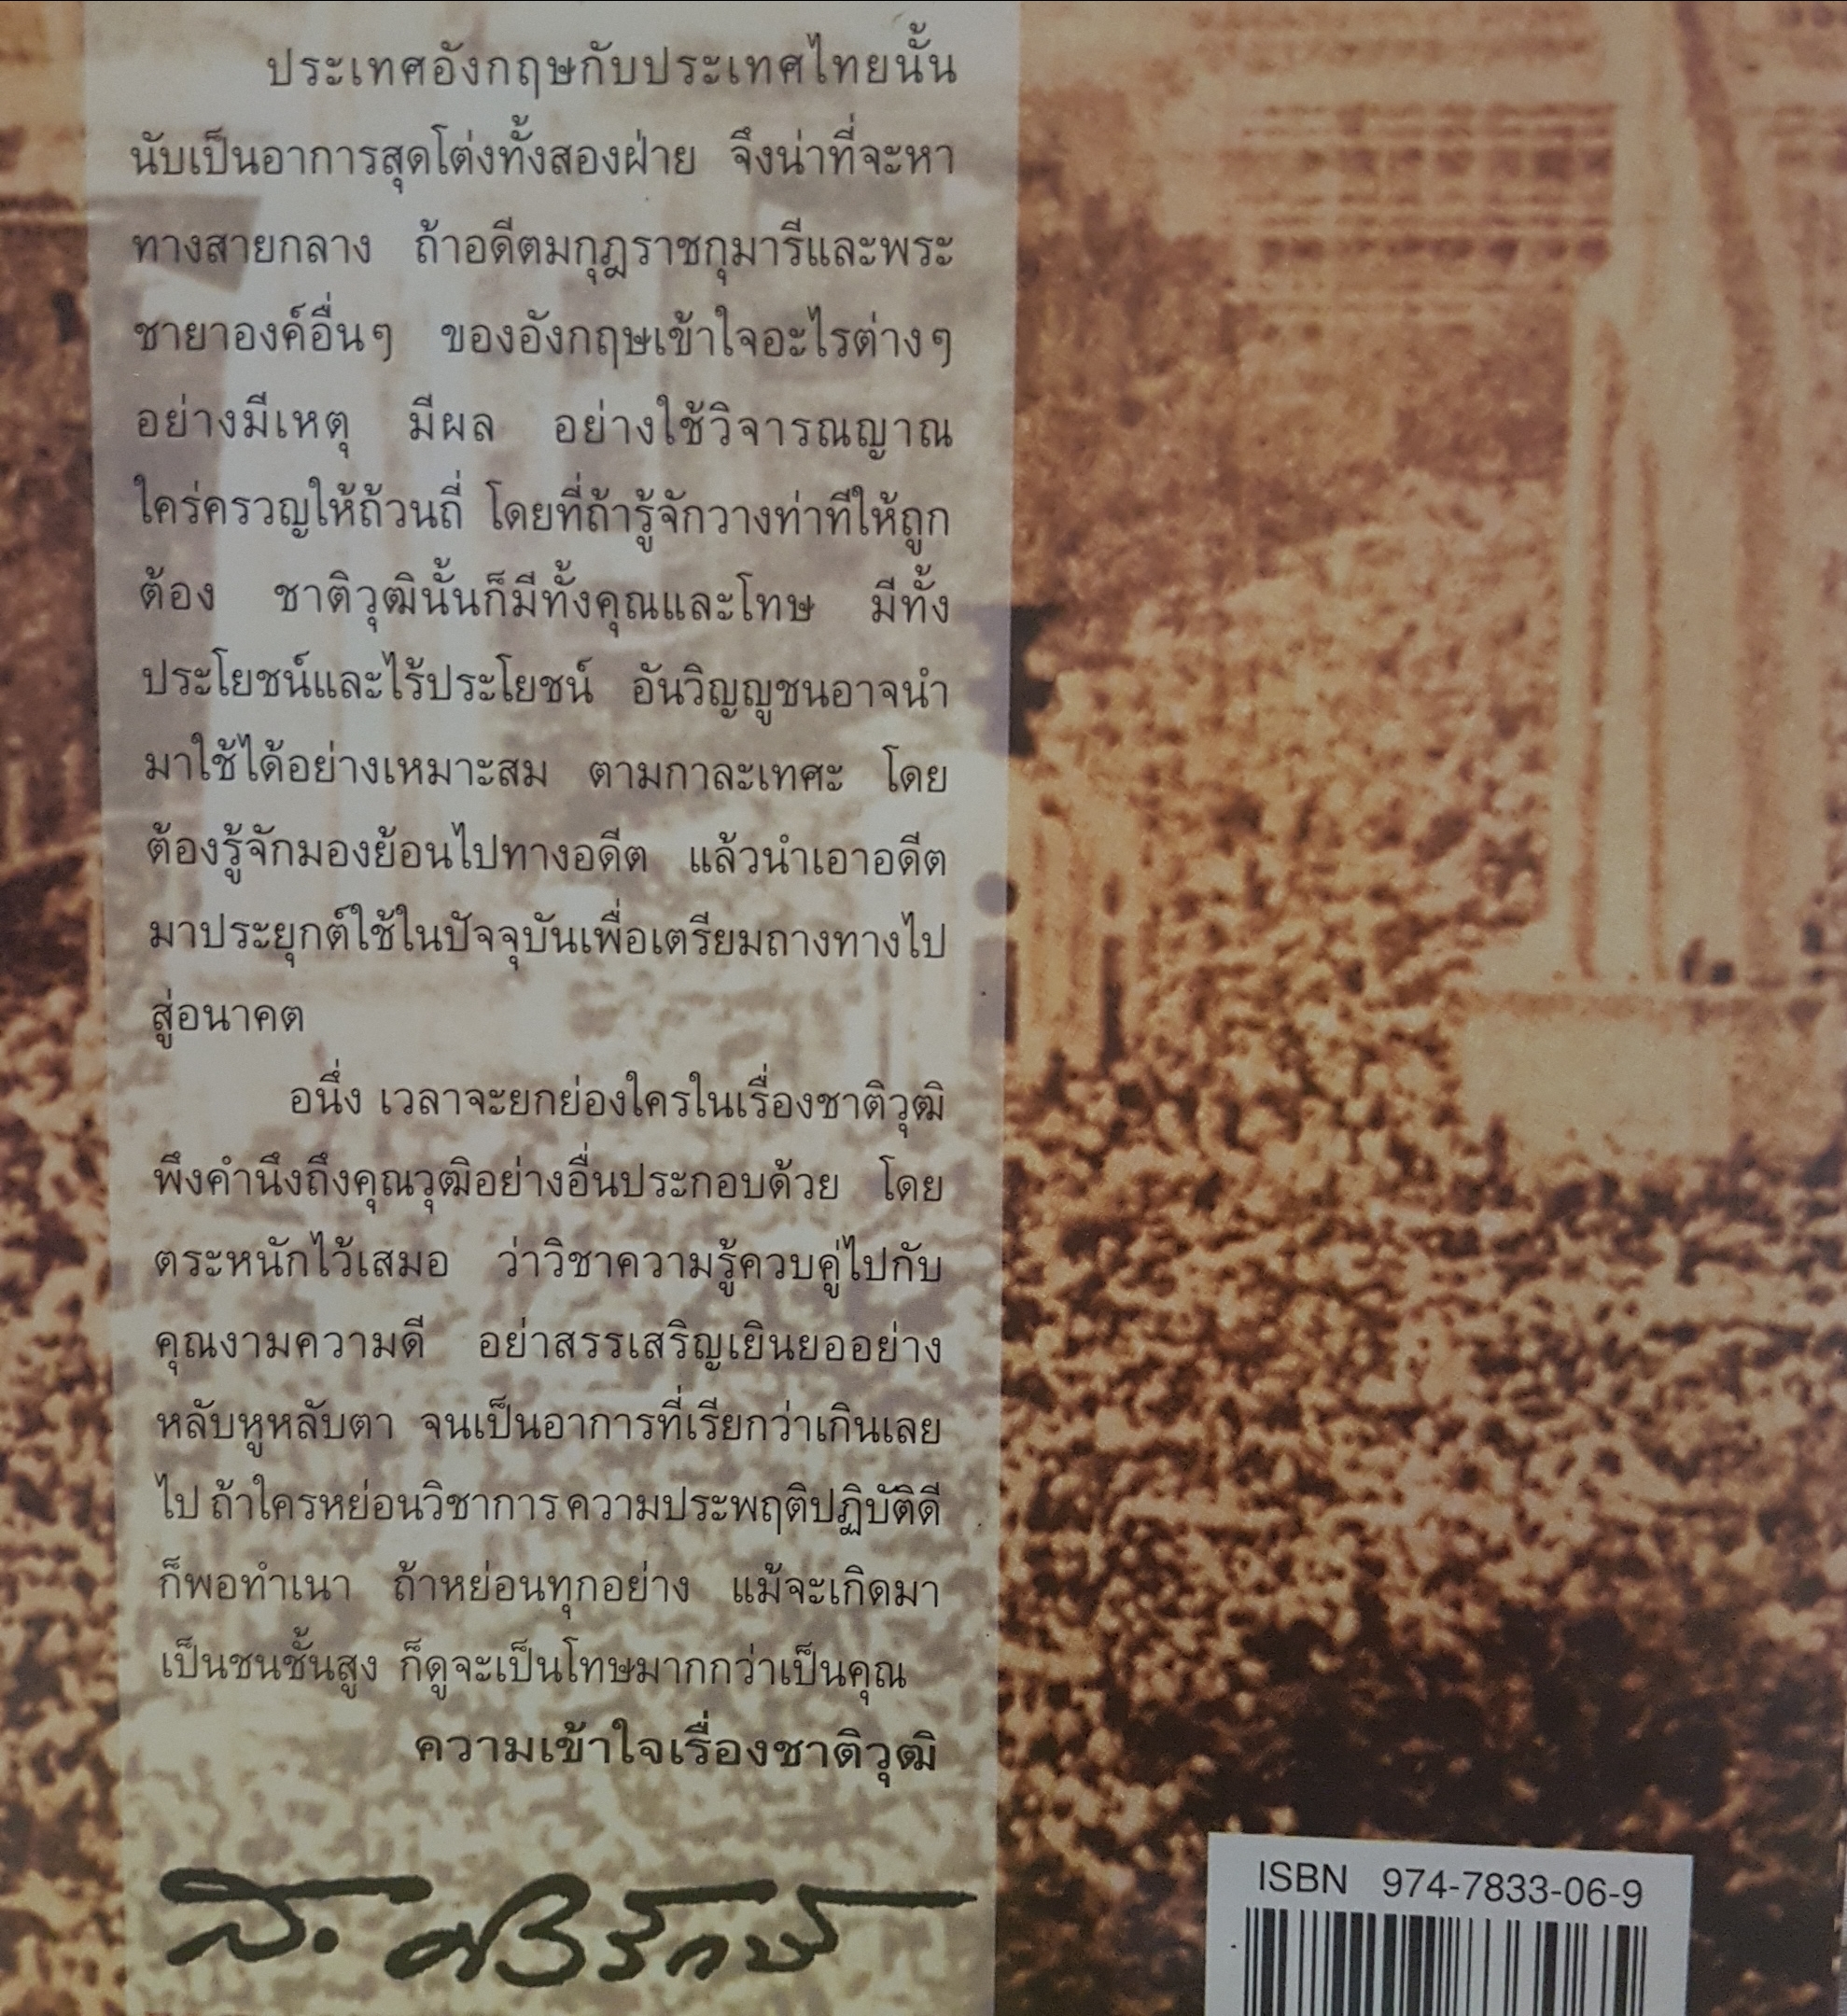 ประเทศอังกฤษกับประเทศไทยนั้น
นับเป็นอาการสุดโต่งทั้งสองฝ่าย จึงน่าที่จะหา
ทางสายกลาง ถ้าอดีตมกุฎราชกุมารีและพระ
ชายาองค์อื่นๆ ของอังกฤษเข้าใจอะไรต่างๆ
อย่างมีเหตุ มีผล อย่างใช้วิจารณญาณ
ใคร่ครวญให้ถ้วนถี่ โดยที่ถ้ารู้จักวางท่าทีให้ถูก
ต้อง ชาติวุฒินั้นก็มีทั้งคุณและโทษ มีทั้ง
ประโยชน์และไร้ประโยชน์ อันวิญญูชนอาจนำ
มาใช้ได้อย่างเหมาะสม ตามกาละเทศะ โดย
ต้องรู้จักมองย้อนไปทางอดีต แล้วนำเอาอดีต
มาประยุกต์ใช้ในปัจจุบันเพื่อเตรียมถางทางไป
สู่อนาคต
อนึ่ง เวลาจะยกย่องใครในเรื่องชาติวุฒิ
พึงคำนึงถึงคุณวุฒิอย่างอื่นประกอบด้วย โดย
ตระหนักไว้เสมอ ว่าวิชาความรู้ควบคู่ไปกับ
คุณงามความดี อย่าสรรเสริญเยินยออย่าง
หลับหูหลับตา จนเป็นอาการที่เรียกว่าเกินเลย
ไป ถ้าใครหย่อนวิชาการ ความประพฤติปฏิบัติดี
ก็พอทำเนา ถ้าหย่อนทุกอย่าง แม้จะเกิดมา
เป็นชนชั้นสูง ก็ดูจะเป็นโทษมากกว่าเป็นคุณ
ความเข้าใจเรื่องชาติวุฒิ
ส. ศิวรักษ์
ISBN 974-7833-06-9